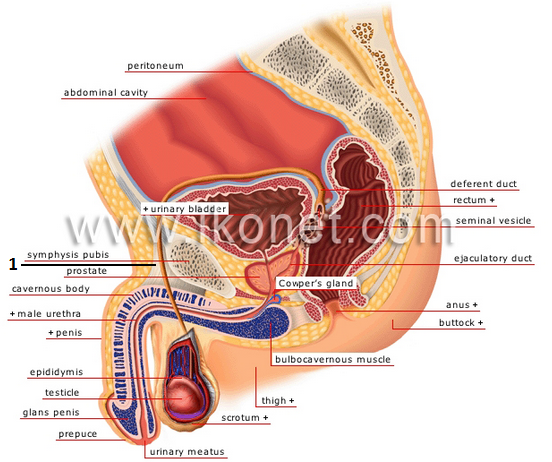 peritoneum
abdominal cavity
deferent duct
+ urinary bladder
rectum +
www.ikonet.com
seminal vesicle
symphysis pubis
1
ejaculatory duct
prostate
Cowper's gland
cavernous body
anus +
+ male urethra
buttock +
+ penis
bulbocavernous muscle
epididymis
testicle
thigh +
glans penis
scrotum +
prepuce
urinary meatus